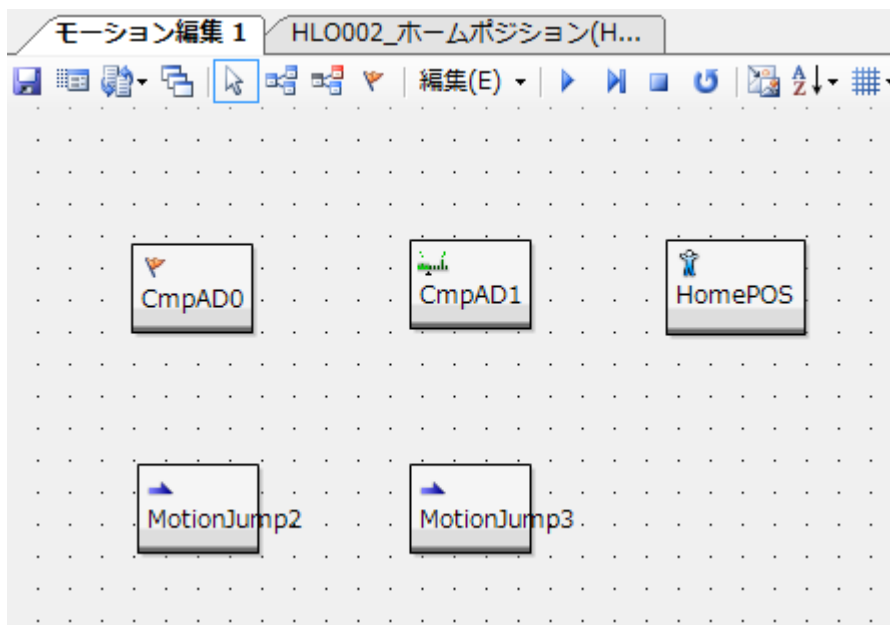 モーション編集 1
HLO002_ホームポジション(H...
編集(E)
A
Z
CmpAD0
CmpAD1
HomePOS
MotionJump2
MotionJump3